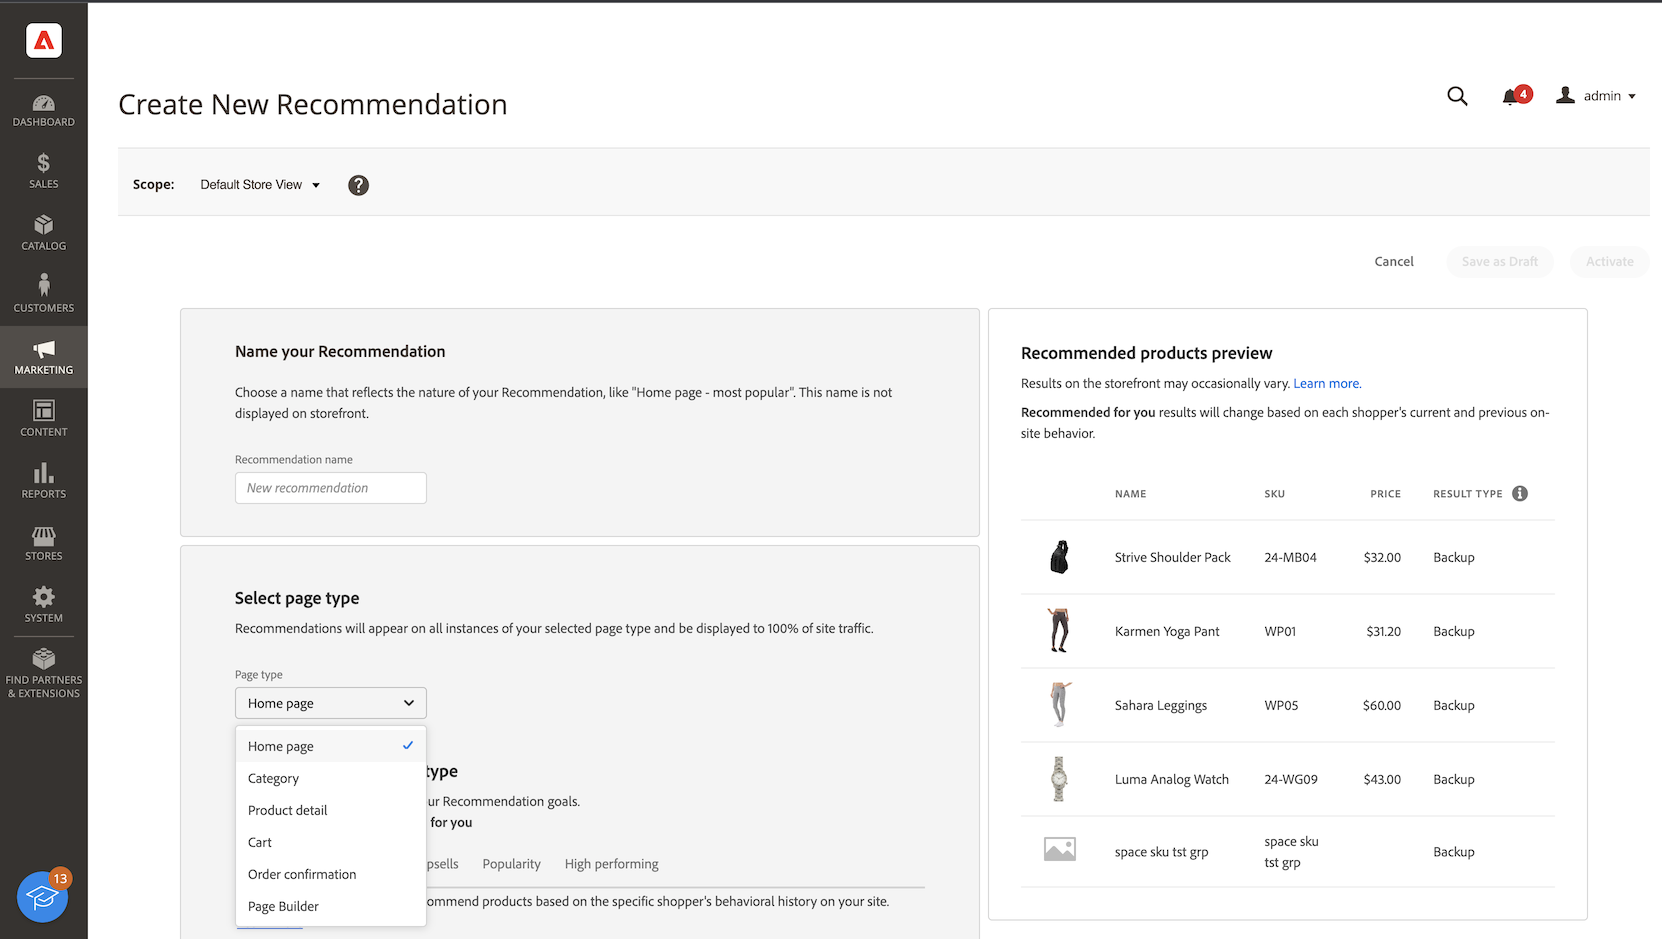 DASHBOARD
SALES
CATALOG
CUSTOMERS
MARKETING
CONTENT
REPORTS
STORES
SYSTEM
FIND PARTNERS
& EXTENSIONS
13
Create New Recommendation
4
admin
Scope:
Default Store View
?
Cancel
Save as Draft
Activate
Name your Recommendation
Choose a name that reflects the nature of your Recommendation, like "Home page - most popular". This name is not
displayed on storefront.
Recommendation name
New recommendation
Select page type
Recommendations will appear on all instances of your selected page type and be displayed to 100% of site traffic.
Page type
Home page
Home page
Category
Product detail
Cart
Order confirmation
Page Builder
type
ur Recommendation goals.
for you
psells Popularity High performing
ommend products based on the specific shopper's behavioral history on your site.
Recommended products preview
Results on the storefront may occasionally vary. Learn more.
Recommended for you results will change based on each shopper's current and previous on-
site behavior.
NAME SKU PRICE RESULT TYPE
Strive Shoulder Pack 24-MB04 $32.00 Backup
Karmen Yoga Pant WP01 $31.20 Backup
Sahara Leggings WP05 $60.00 Backup
Luma Analog Watch 24-WG09 $43.00 Backup
space sku tst grp space sku
tst grp Backup